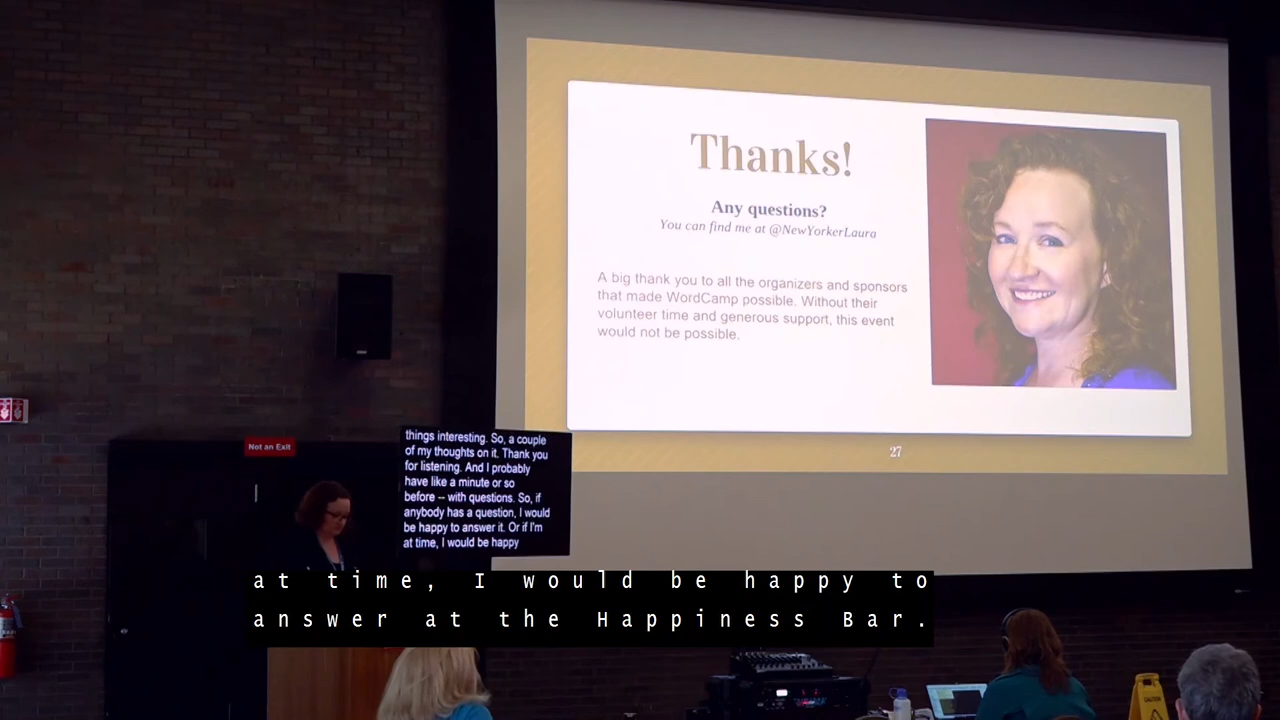 Thanks!
Any questions?
You can find me at @NewYorkerLaura
A big thank you to all the organizers and sponsors
that made WordCamp possible. Without their
volunteer time and generous support, this event
would not be possible.
27
Not an Exit
things interesting. So, a couple
of my thoughts on it. Thank you
for listening. And I probably
have like a minute or so
before -- with questions. So, if
anybody has a question, I would
be happy to answer it. Or if I'm
at time, I would be happy
at time, I would be happy to
answer at the Happiness Bar.
CAUTION